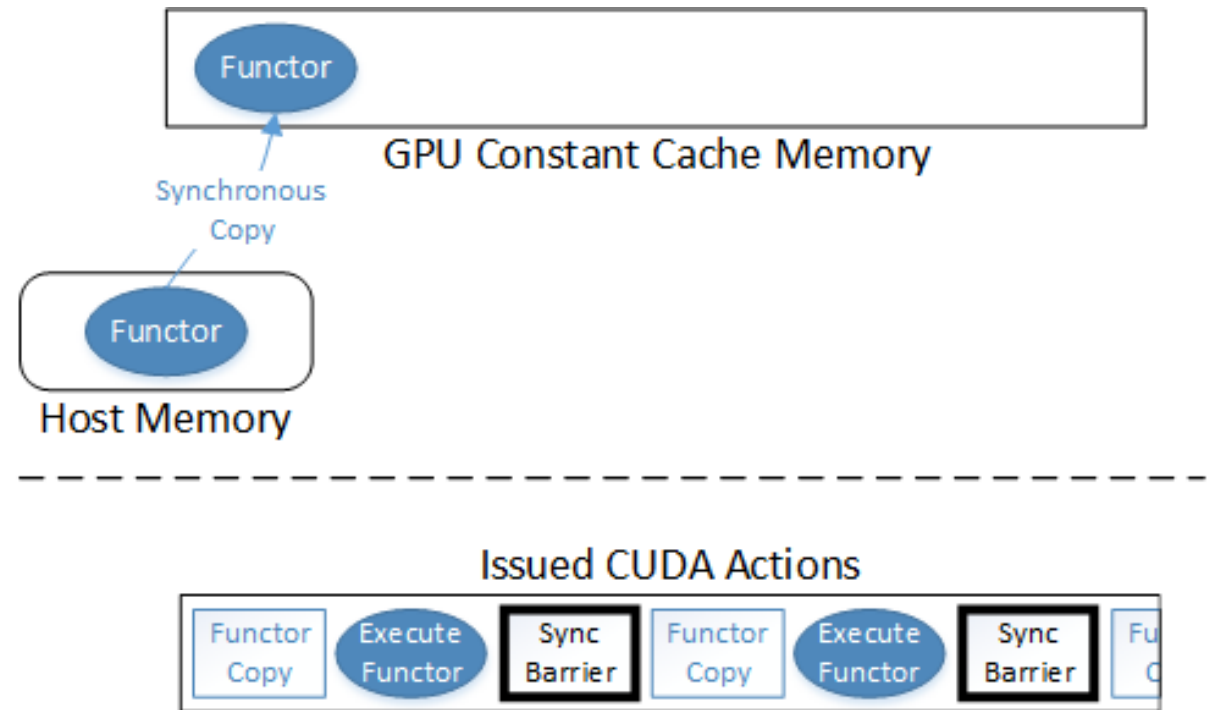 Functor
GPU Constant Cache Memory
Synchronous
Copy
Functor
Host Memory
Issued CUDA Actions
Functor
Copy
Execute
Functor
Sync
Barrier
Functor
Copy
Execute
Functor
Sync
Barrier
Fu
C